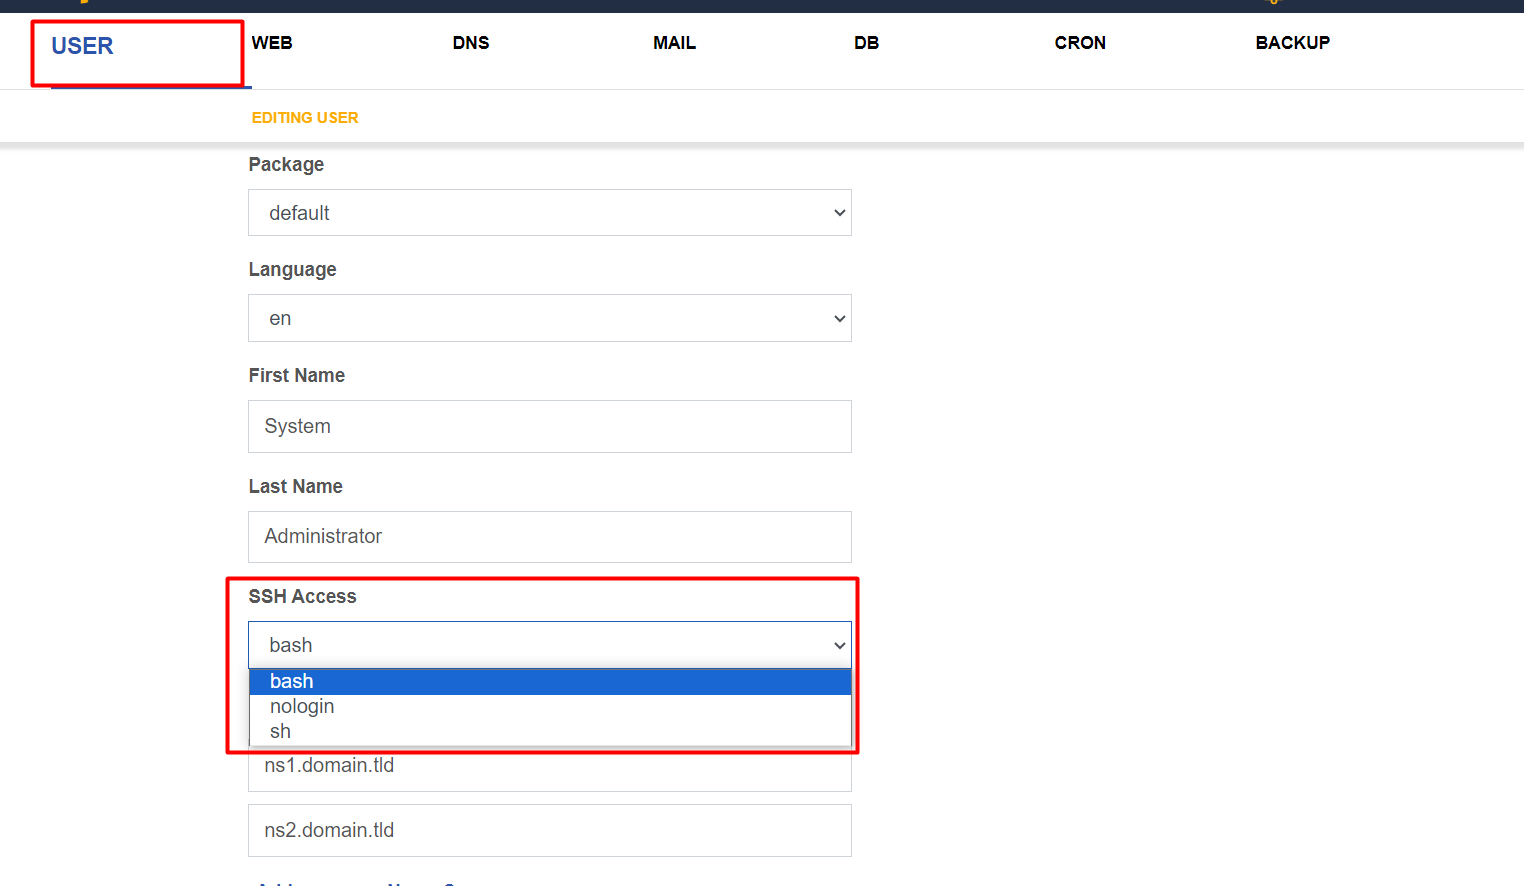 USER WEB DNS MAIL DB CRON BACKUP
EDITING USER
Package
default
Language
en
First Name
System
Last Name
Administrator
SSH Access
bash
bash
nologin
sh
ns1.domain.tld
ns2.domain.tld